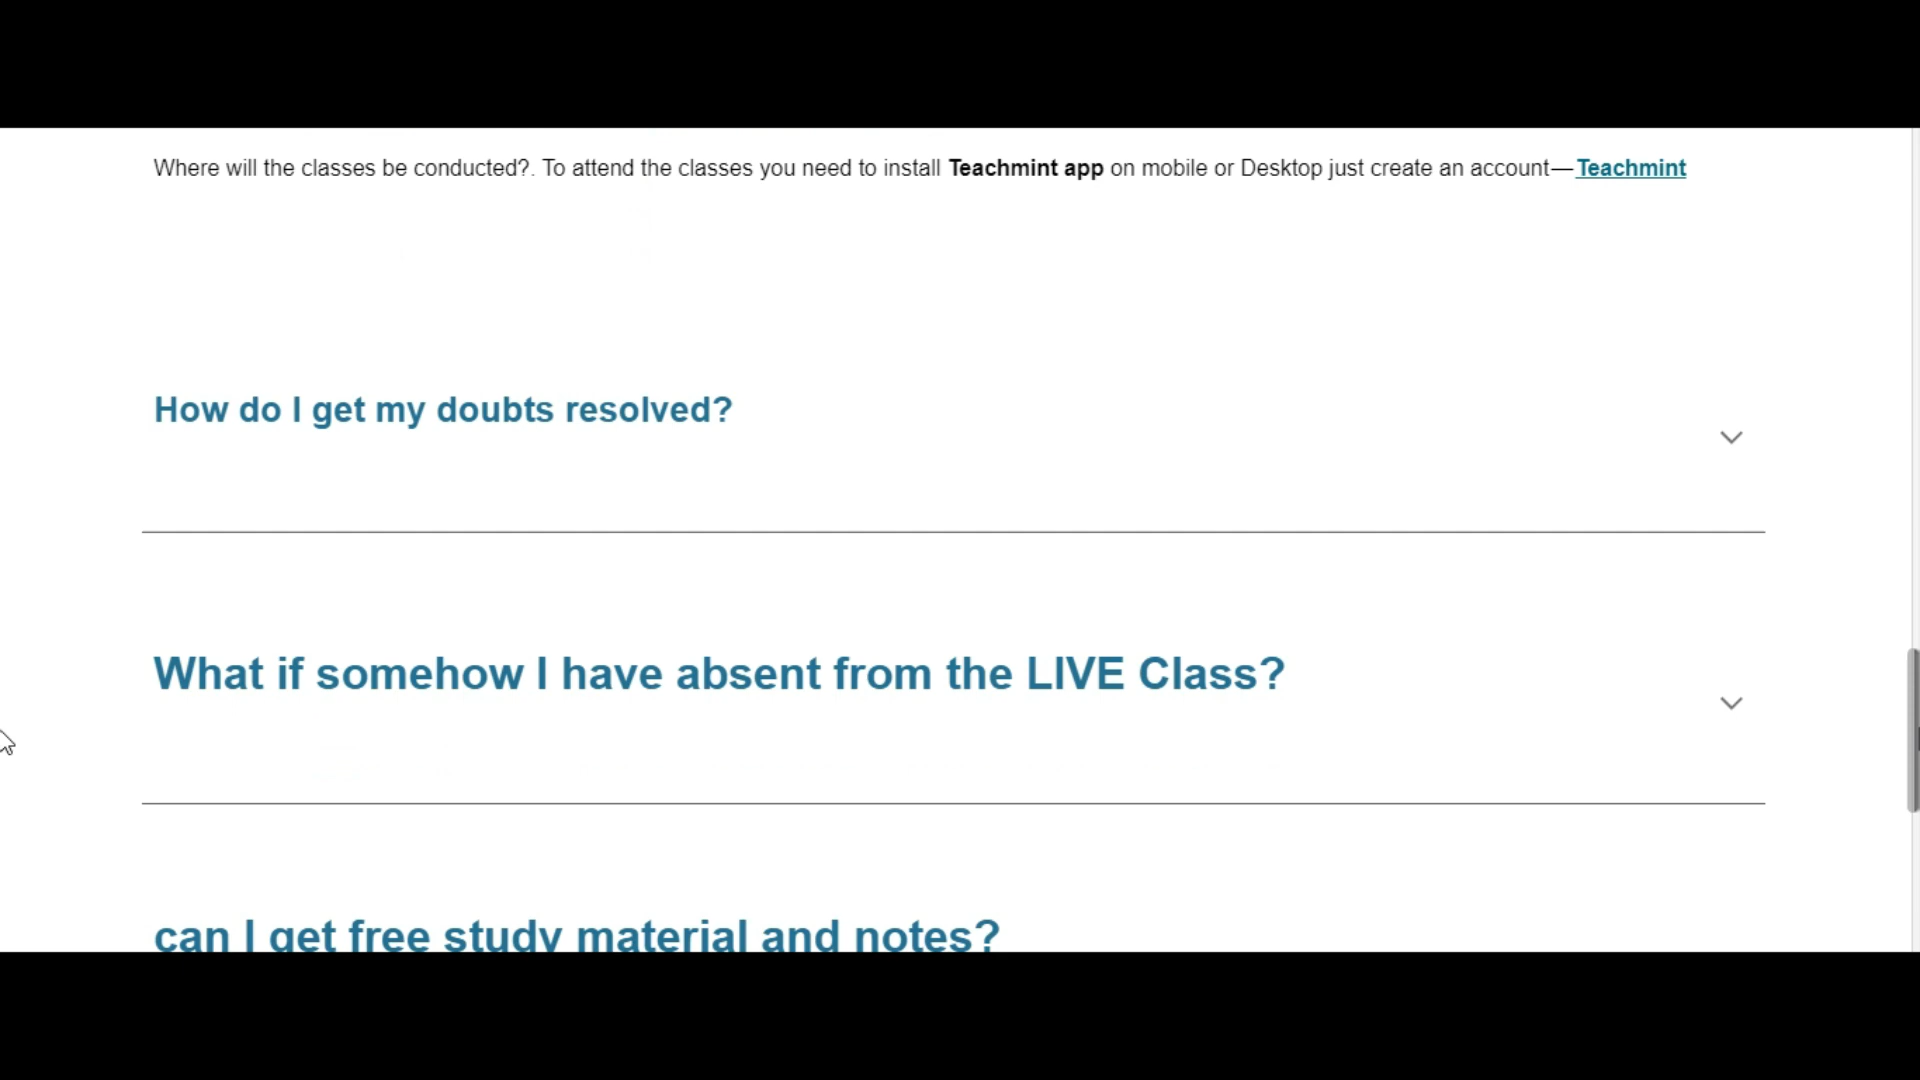 Where will the classes be conducted?. To attend the classes you need to install Teachmint app on mobile or Desktop just create an account—Teachmint
How do I get my doubts resolved?
What if somehow I have absent from the LIVE Class?
can I get free study material and notes?